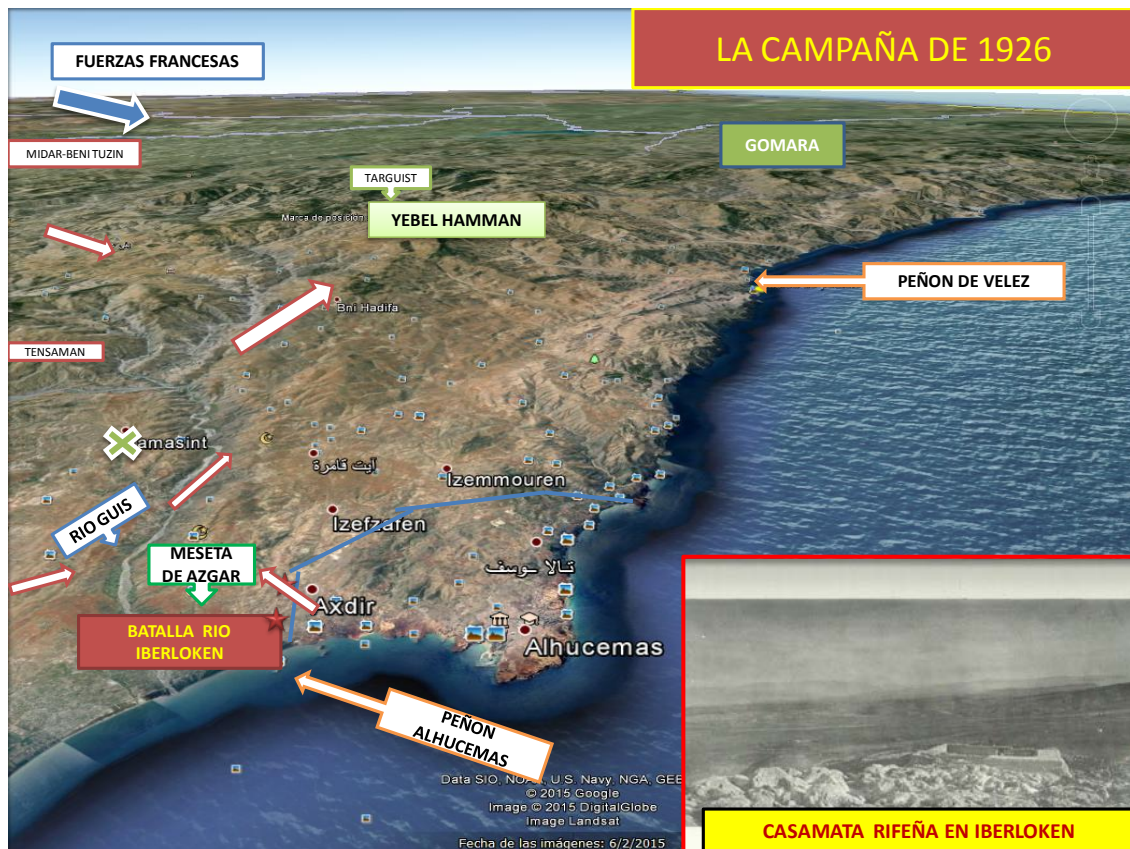 LA CAMPAÑA DE 1926
FUERZAS FRANCESAS
MIDAR-BENI TUZIN
GOMARA
TARGUIST
Marca de posición
YEBEL HAMMAN
PEÑON DE VELEZ
Bni Hadifa
TENSAMAN
amasint
آيت قامرة
Izemmouren
RIO GUIS
Izefzafen
MESETA
DE AZGAR
تالا يوسف
Axdir
BATALLA RIO
IBERLOKEN
Alhucemas
PEÑON
ALHUCEMAS
Data SIO, NOAA, U.S. Navy, NGA, GEB
© 2015 Google
Image © 2015 DigitalGlobe
Image Landsat
Fecha de las imágenes: 6/2/2015
CASAMATA RIFEÑA EN IBERLOKEN